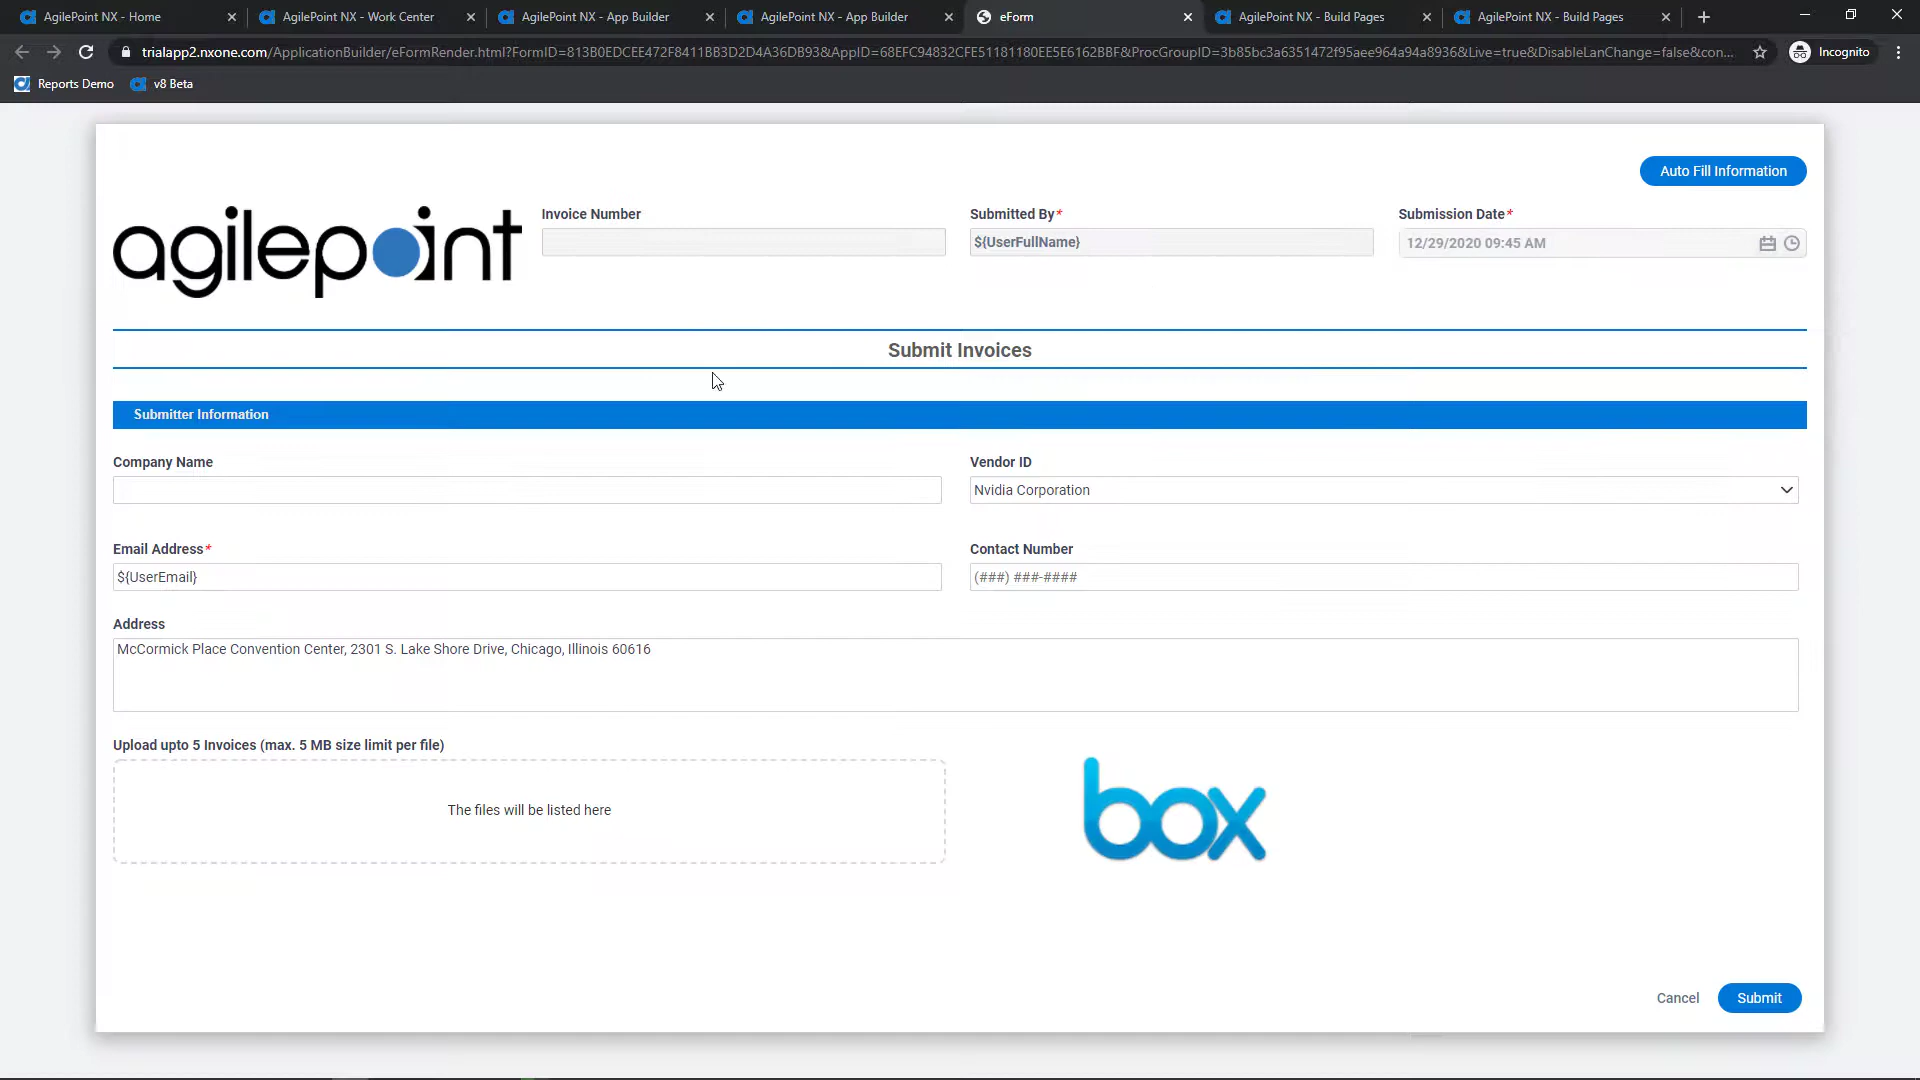 AgilePoint NX - Home
AgilePoint NX - Work Center
AgilePoint NX - App Builder
AgilePoint NX - App Builder
eForm
AgilePoint NX - Build Pages
AgilePoint NX - Build Pages
trialapp2.nxone.com/ApplicationBuilder/eFormRender.html?FormID=813B0EDCEE472F8411BB3D2D4A36DB93&AppID=68EFC94832CFE51181180EE5E6162BBF&ProcGroupID=3b85bc3a6351472f95aee964a94a8936&Live=true&DisableLanChange=false&con...
Incognito
Reports Demo
v8 Beta
Auto Fill Information
agilepoint
Invoice Number
Submitted By*
Submission Date*
${UserFullName}
12/29/2020 09:45 AM
Submit Invoices
Submitter Information
Company Name
Vendor ID
Nvidia Corporation
Email Address*
Contact Number
${UserEmail}
(###) ###-####
Address
McCormick Place Convention Center, 2301 S. Lake Shore Drive, Chicago, Illinois 60616
Upload upto 5 Invoices (max. 5 MB size limit per file)
The files will be listed here
box
Cancel
Submit